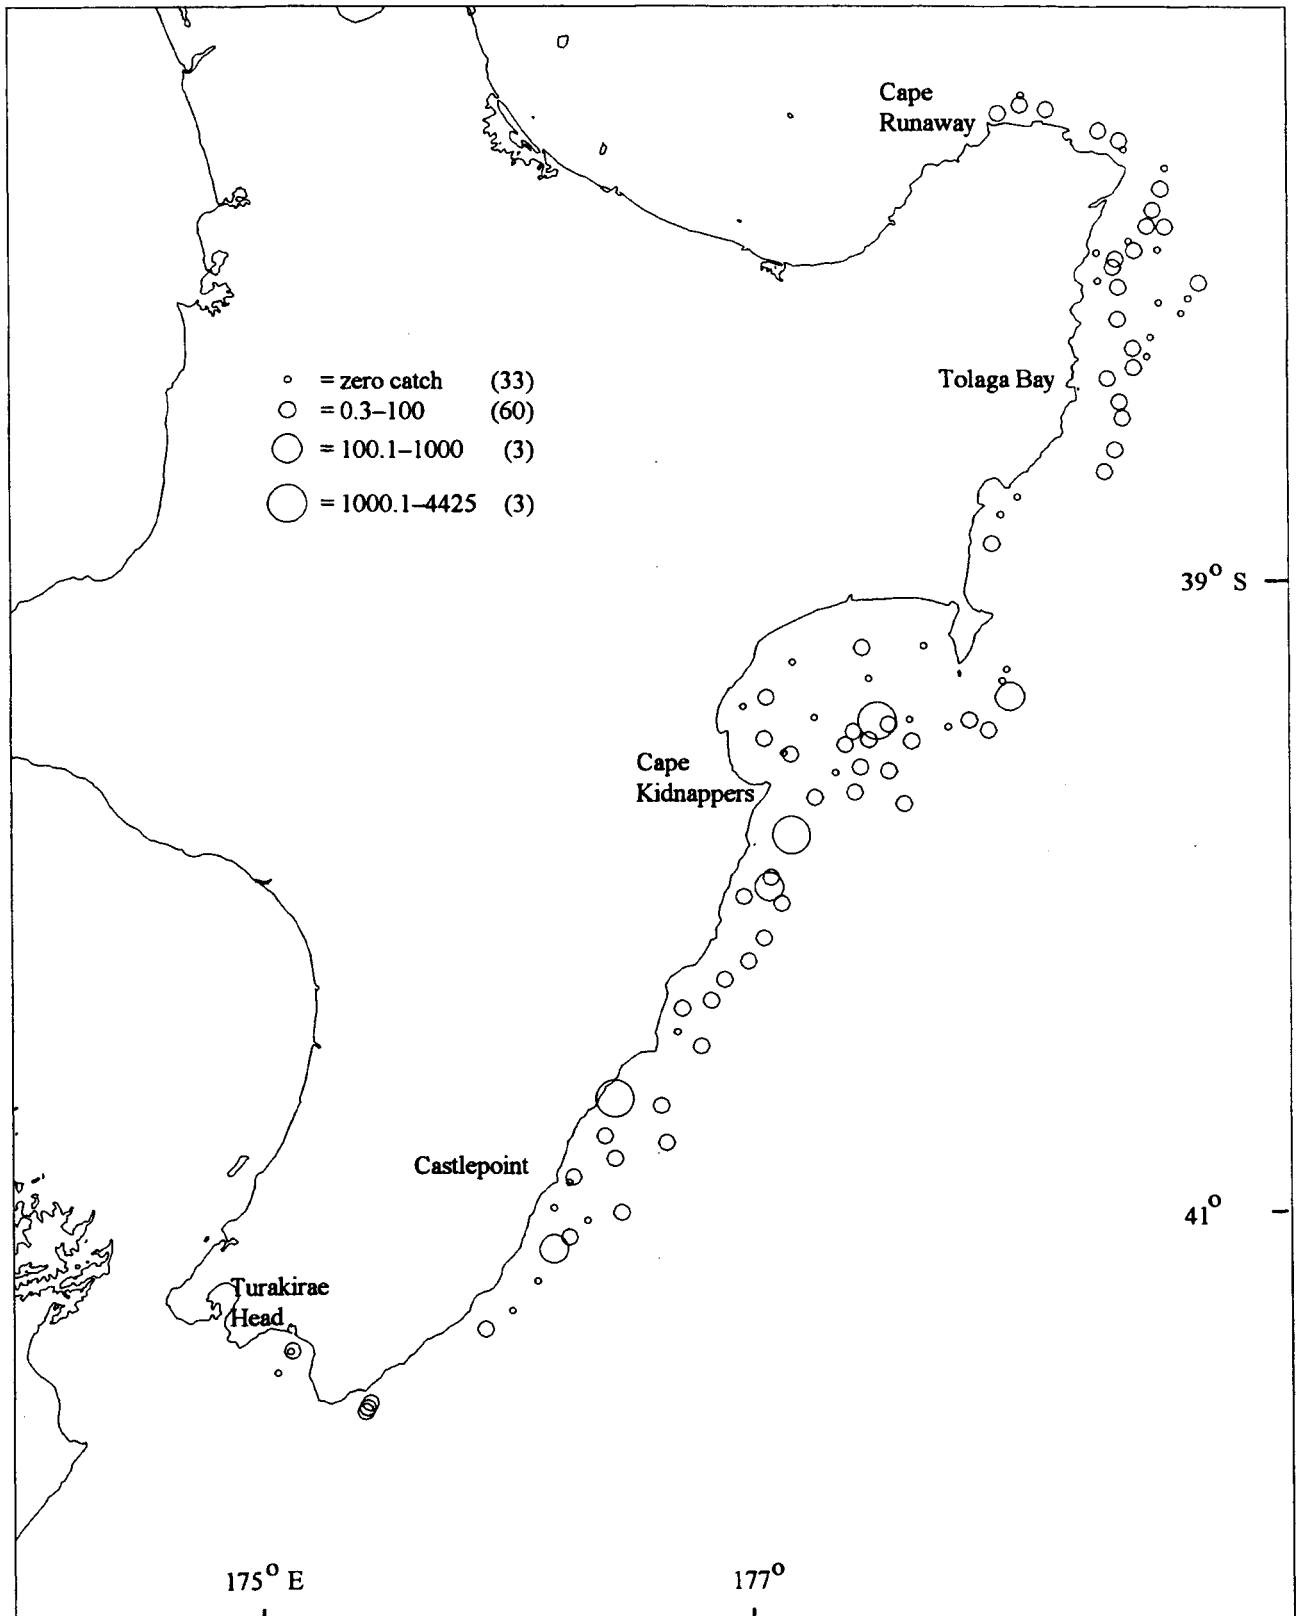 Cape
Runaway
= zero catch (33)
= 0.3–100 (60)
= 100.1–1000 (3)
= 1000.1–4425 (3)
Tolaga Bay
39° S
Cape
Kidnappers
Castlepoint
41°
Turakirae
Head
175° E
177°